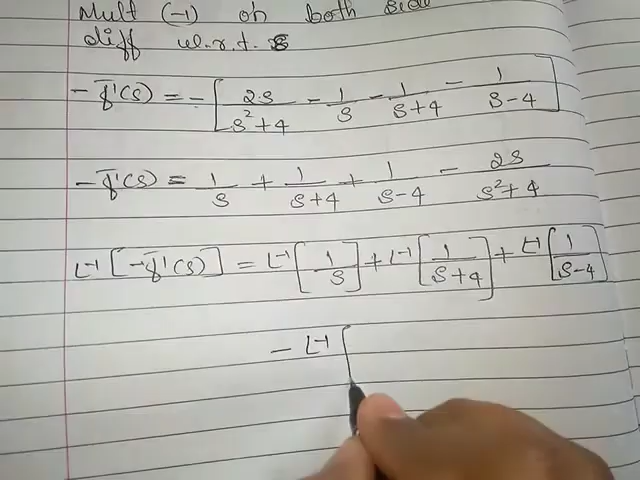 Mult (-1) on both side
diff w.r.t. s
-f̄'(s) = -[2s/(s²+4) - 1/s - 1/(s+4) - 1/(s-4)]
-f̄'(s) = 1/s + 1/(s+4) + 1/(s-4) - 2s/(s²+4)
L⁻¹[-f̄'(s)] = L⁻¹[1/s] + L⁻¹[1/(s+4)] + L⁻¹[1/(s-4)]
- L⁻¹[